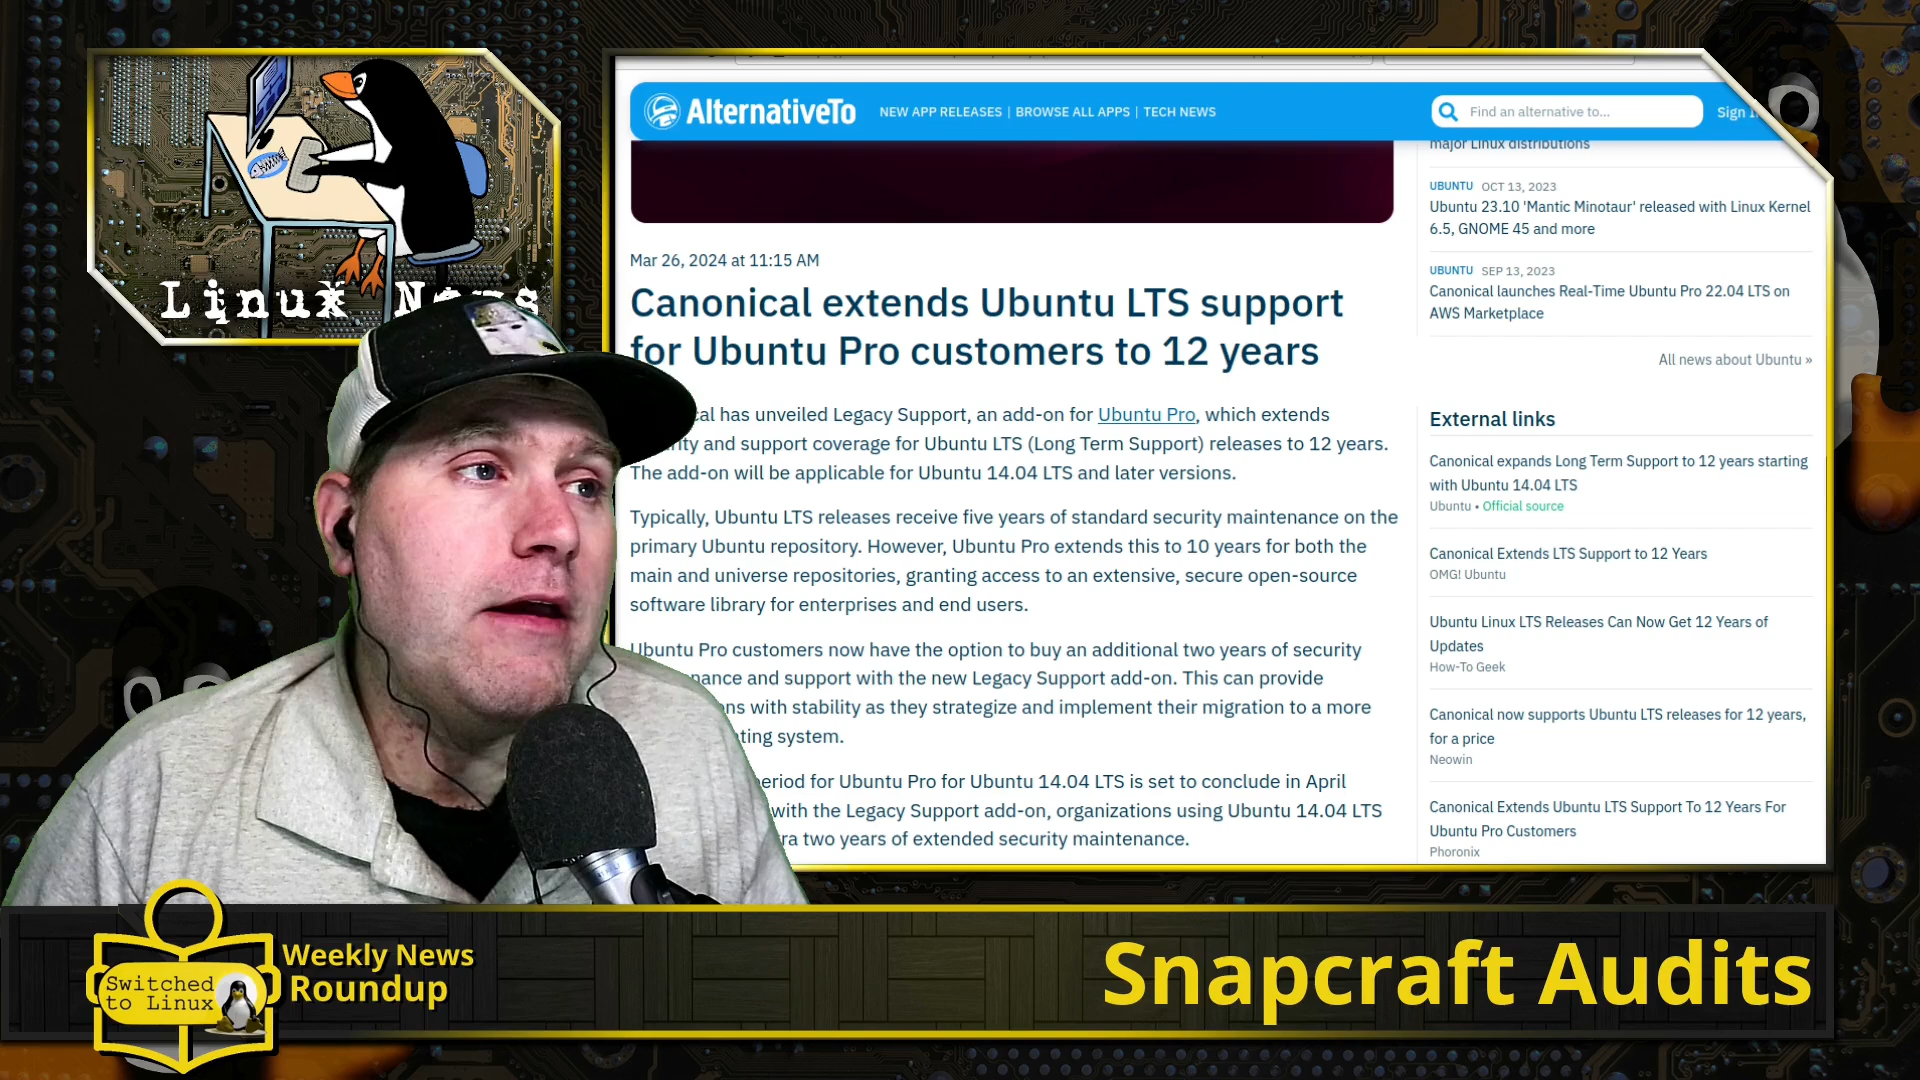 Linux News
AlternativeTo
NEW APP RELEASES | BROWSE ALL APPS | TECH NEWS
Find an alternative to...
Sign
Mar 26, 2024 at 11:15 AM
Canonical extends Ubuntu LTS support
for Ubuntu Pro customers to 12 years
has unveiled Legacy Support, an add-on for Ubuntu Pro, which extends
and support coverage for Ubuntu LTS (Long Term Support) releases to 12 years.
The add-on will be applicable for Ubuntu 14.04 LTS and later versions.
Typically, Ubuntu LTS releases receive five years of standard security maintenance on the
primary Ubuntu repository. However, Ubuntu Pro extends this to 10 years for both the
main and universe repositories, granting access to an extensive, secure open-source
software library for enterprises and end users.
Ubuntu Pro customers now have the option to buy an additional two years of security
and support with the new Legacy Support add-on. This can provide
with stability as they strategize and implement their migration to a more
system.
for Ubuntu Pro for Ubuntu 14.04 LTS is set to conclude in April
with the Legacy Support add-on, organizations using Ubuntu 14.04 LTS
two years of extended security maintenance.
major Linux distributions
UBUNTU OCT 13, 2023
Ubuntu 23.10 'Mantic Minotaur' released with Linux Kernel
6.5, GNOME 45 and more
UBUNTU SEP 13, 2023
Canonical launches Real-Time Ubuntu Pro 22.04 LTS on
AWS Marketplace
All news about Ubuntu »
External links
Canonical expands Long Term Support to 12 years starting
with Ubuntu 14.04 LTS
Ubuntu • Official source
Canonical Extends LTS Support to 12 Years
OMG! Ubuntu
Ubuntu Linux LTS Releases Can Now Get 12 Years of
Updates
How-To Geek
Canonical now supports Ubuntu LTS releases for 12 years,
for a price
Neowin
Canonical Extends Ubuntu LTS Support To 12 Years For
Ubuntu Pro Customers
Phoronix
Switched
to Linux
Weekly News
Roundup
Snapcraft Audits